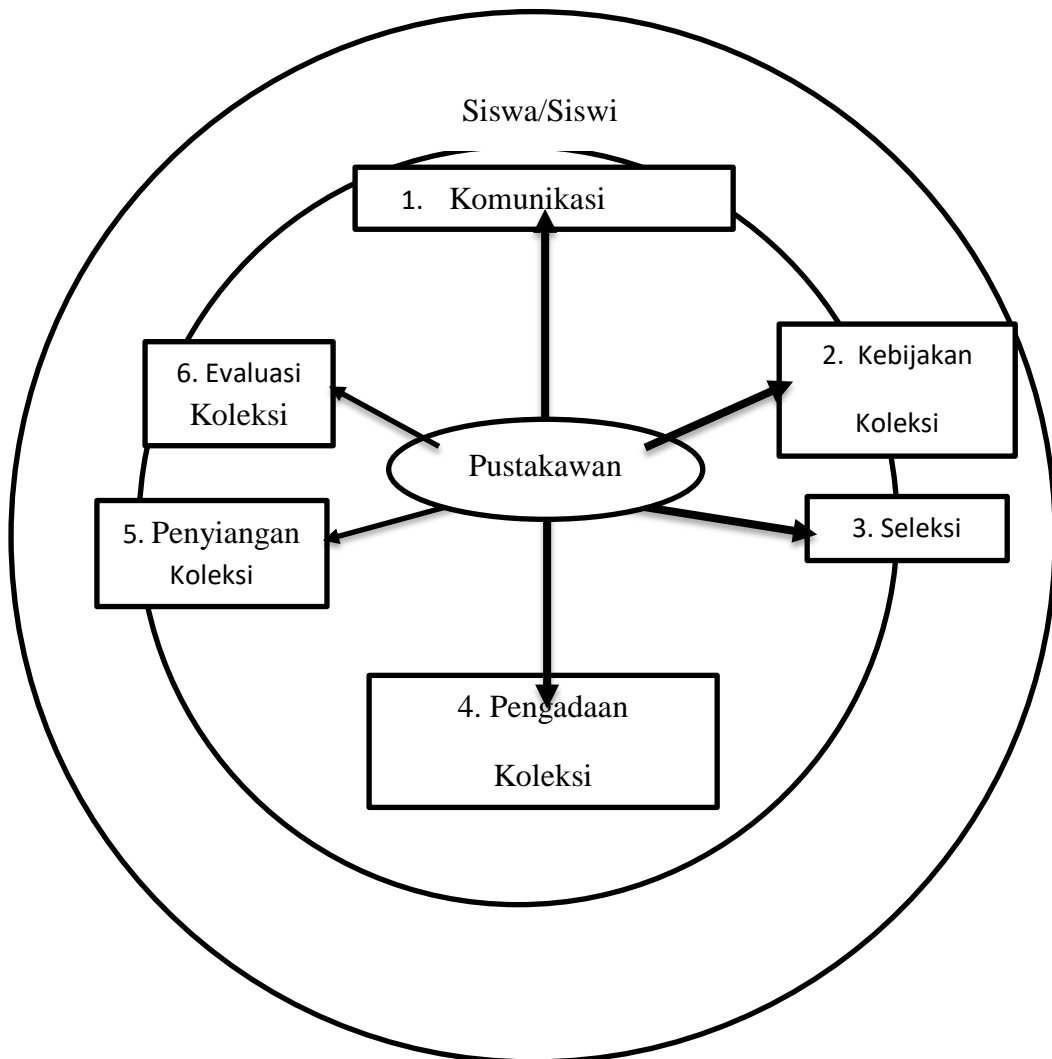 Siswa/Siswi
1. Komunikasi
2. Kebijakan
Koleksi
3. Seleksi
4. Pengadaan
Koleksi
5. Penyiangan
Koleksi
6. Evaluasi
Koleksi
Pustakawan